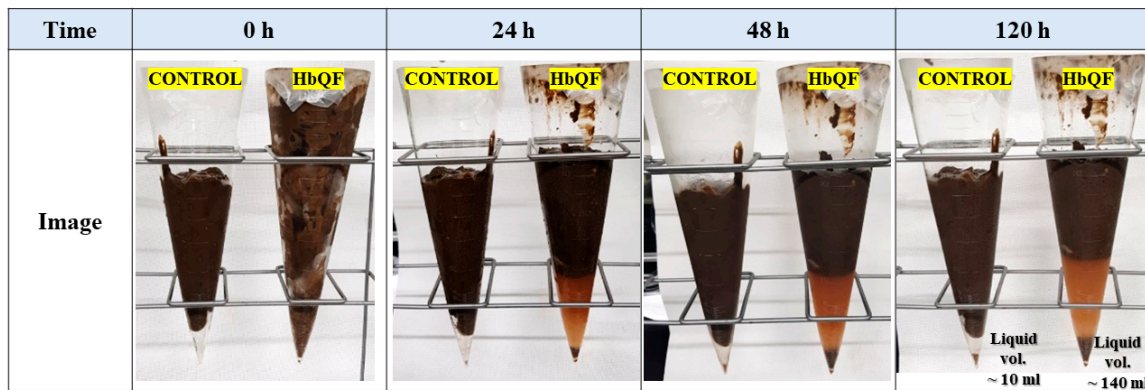 Time 0 h 24 h 48 h 120 h
Image
CONTROL HbQF
CONTROL HbQF
CONTROL HbQF
CONTROL HbQF
Liquid
vol.
~ 10 ml
Liquid
vol.
~ 140 ml